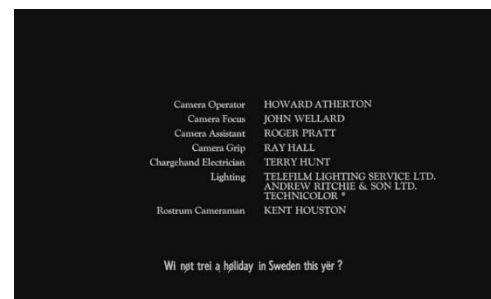 Camera Operator HOWARD ATHERTON
Camera Focus JOHN WELLARD
Camera Assistant ROGER PRATT
Camera Grip RAY HALL
Chargehand Electrician TERRY HUNT
Lighting TELEFILM LIGHTING SERVICE LTD.
ANDREW RITCHIE & SON LTD.
TECHNICOLOR *
Rostrum Cameraman KENT HOUSTON
Wi nøt trei a høliday in Sweden this yër ?